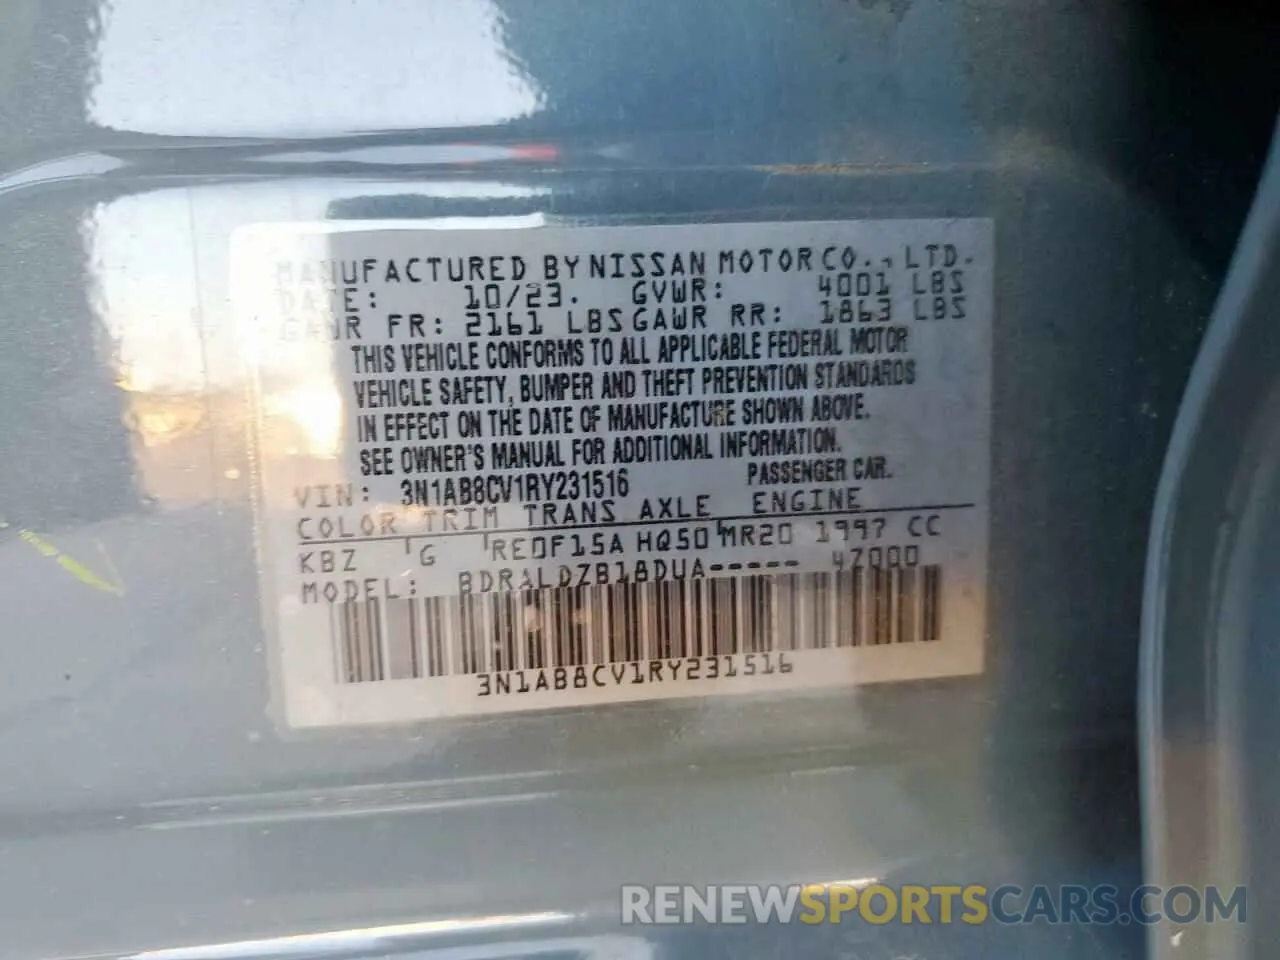 MANUFACTURED BY NISSAN MOTOR CO., LTD.
DATE: 10/23. GVWR: 4001 LBS
GAWR FR: 2161 LBS GAWR RR: 1863 LBS
THIS VEHICLE CONFORMS TO ALL APPLICABLE FEDERAL MOTOR
VEHICLE SAFETY, BUMPER AND THEFT PREVENTION STANDARDS
IN EFFECT ON THE DATE OF MANUFACTURE SHOWN ABOVE.
SEE OWNER'S MANUAL FOR ADDITIONAL INFORMATION.
VIN: 3N1AB8CV1RY231516 PASSENGER CAR.
COLOR TRIM TRANS AXLE ENGINE
KBZ G RE0F15A HQ50 MR20 1997 CC
MODEL: BDRALDZB18DUA----- 4Z000
3N1AB8CV1RY231516
RENEWSPORTSCARS.COM